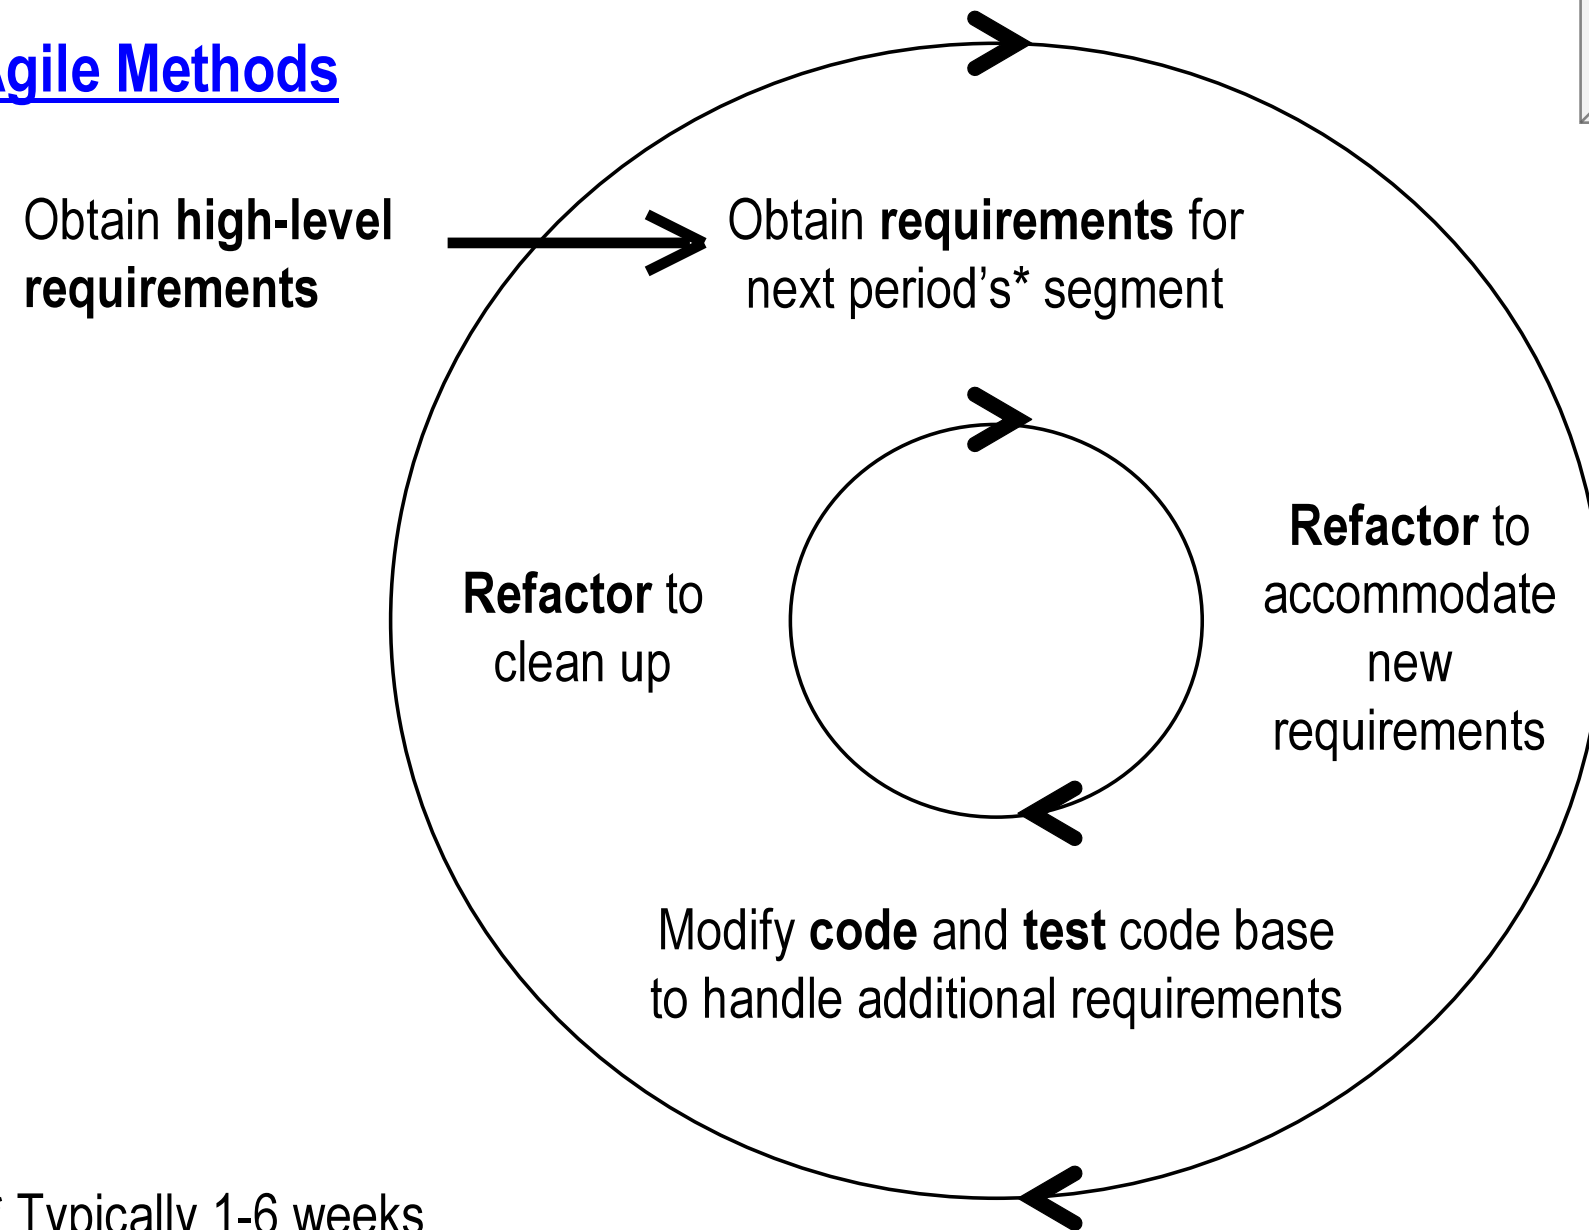 Agile Methods
Obtain high-level
requirements
Obtain requirements for
next period's* segment
Refactor to
accommodate
new
requirements
Refactor to
clean up
Modify code and test code base
to handle additional requirements
* Typically 1-6 weeks